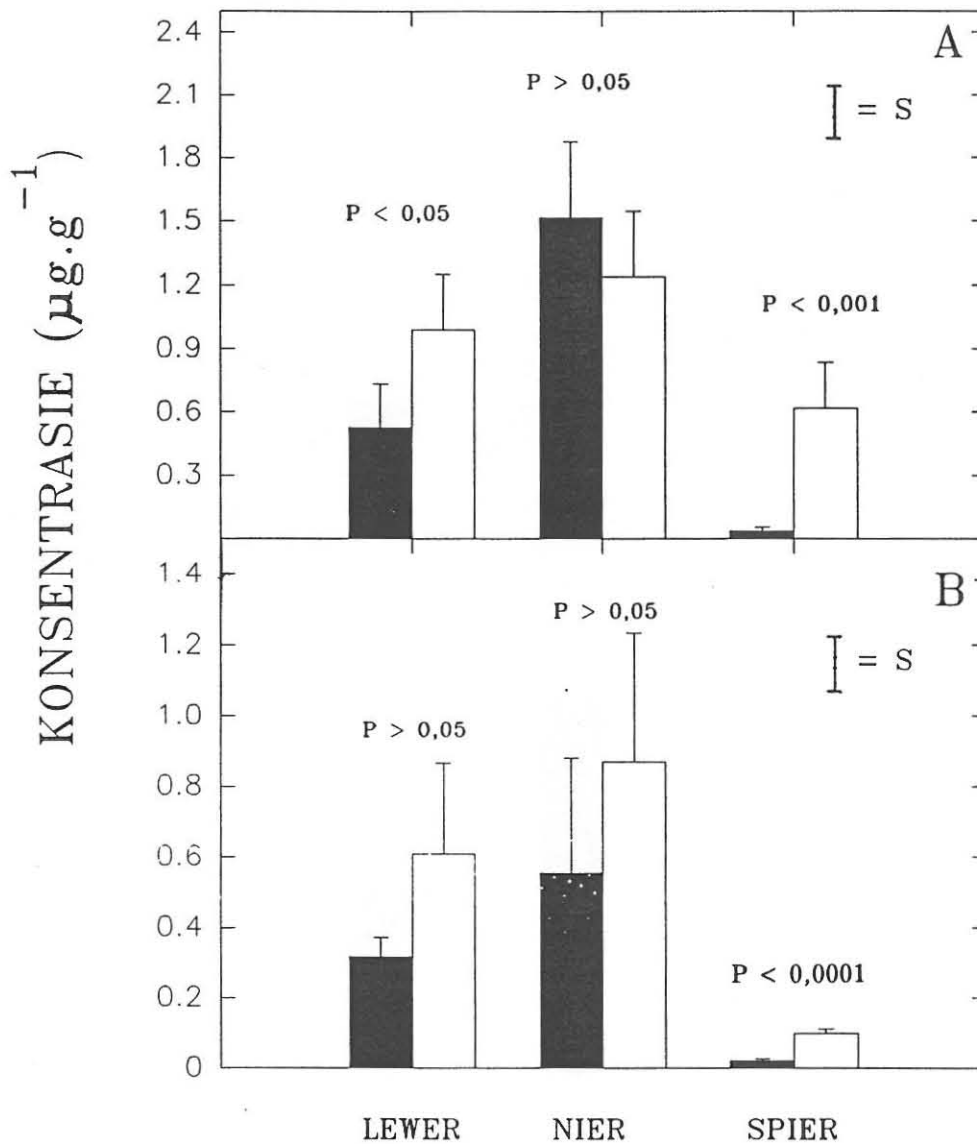 KONSENTRASIE (µg.g⁻¹)
A
2.4
2.1
1.8
1.5
1.2
0.9
0.6
0.3
P < 0,05
P > 0,05
P < 0,001
I = S
B
1.4
1.2
1.0
0.8
0.6
0.4
0.2
0
P > 0,05
P > 0,05
P < 0,0001
I = S
LEWER NIER SPIER